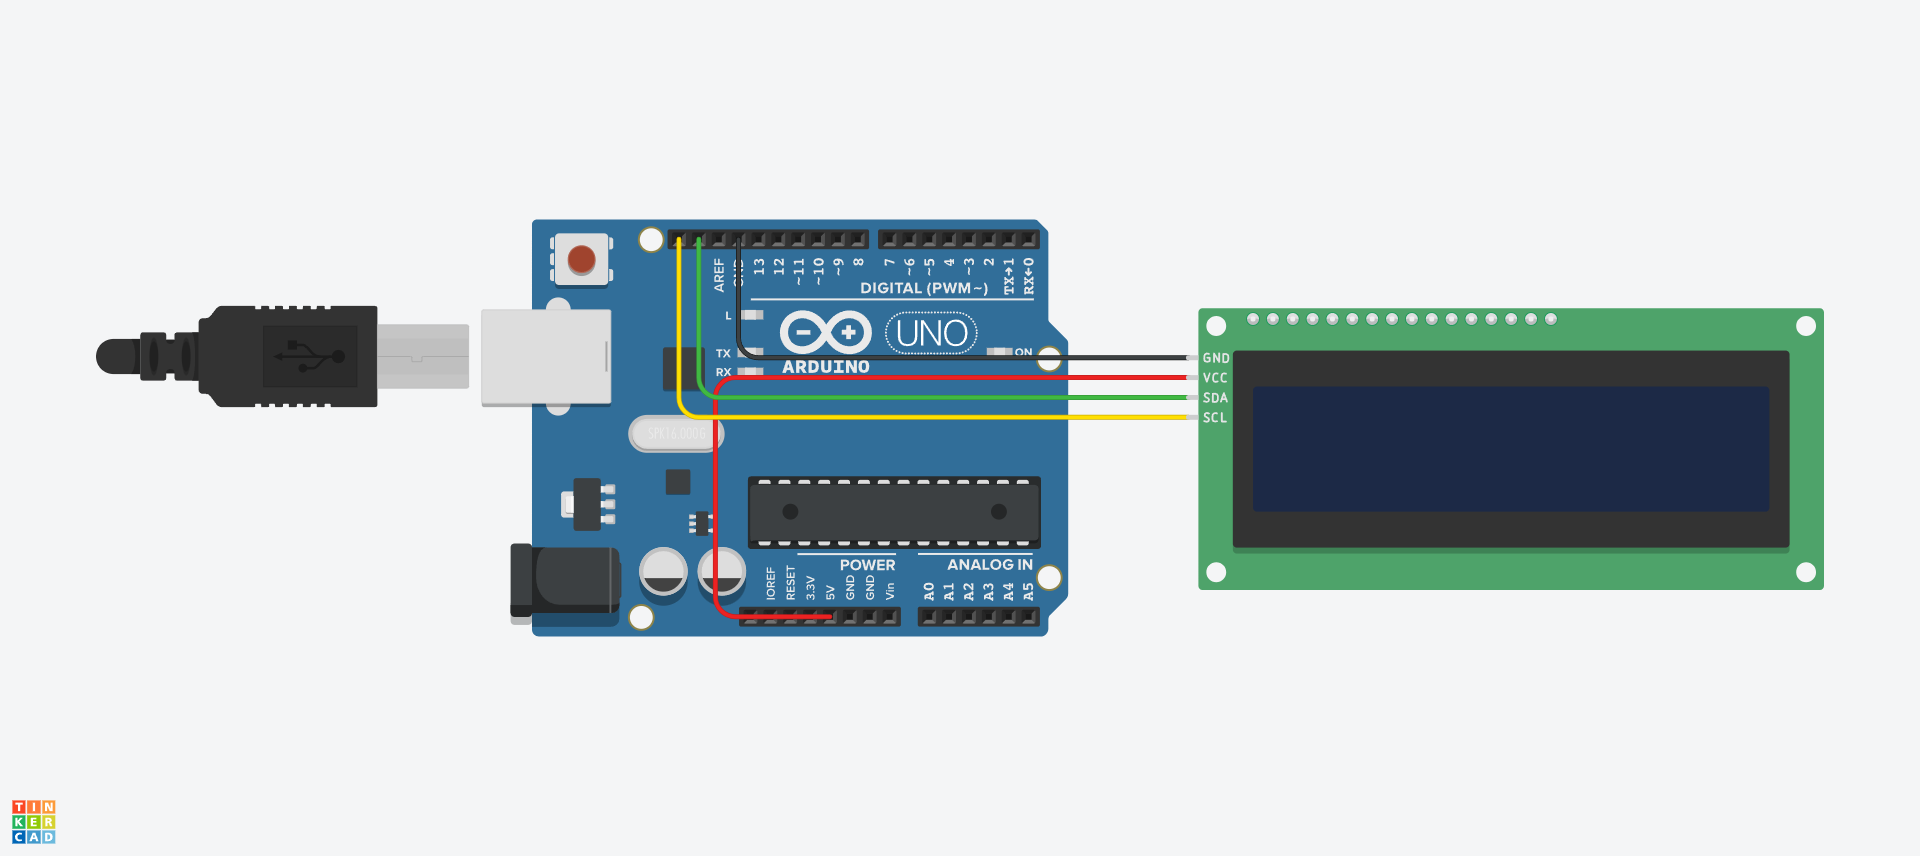 AREF
GND
13
12
~11
~10
~9
8
7
~6
~5
4
~3
2
TX→1
RX←0
DIGITAL (PWM~)
L
TX
RX
ARDUINO
UNO
ON
SPK16.000G
IOREF
RESET
3.3V
5V
GND
GND
Vin
POWER
ANALOG IN
A0
A1
A2
A3
A4
A5
GND
VCC
SDA
SCL
TIN
KER
CAD